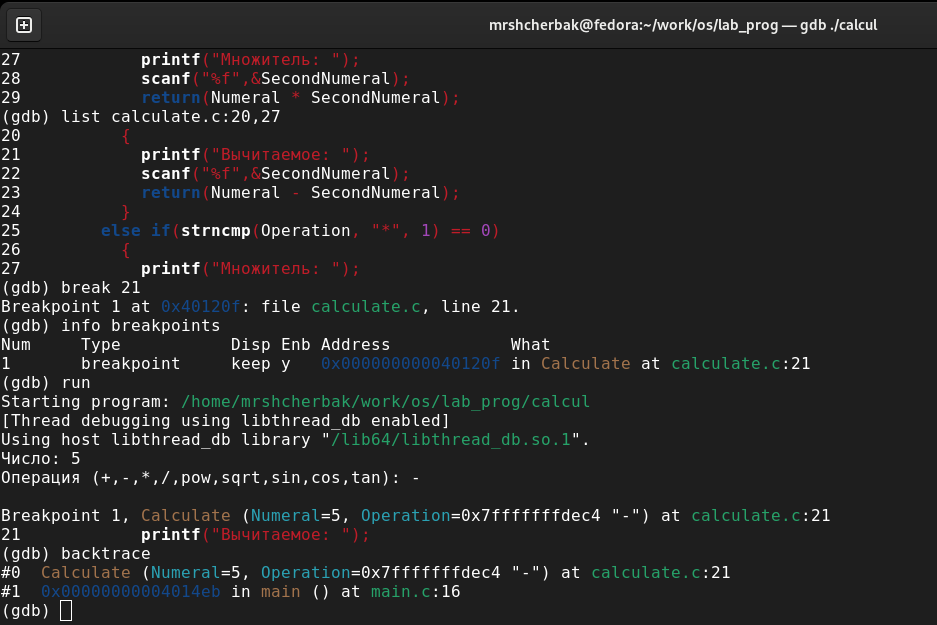 mrshcherbak@fedora:~/work/os/lab_prog — gdb ./calcul
27            printf("Множитель: ");
28            scanf("%f",&SecondNumeral);
29            return(Numeral * SecondNumeral);
(gdb) list calculate.c:20,27
20          {
21            printf("Вычитаемое: ");
22            scanf("%f",&SecondNumeral);
23            return(Numeral - SecondNumeral);
24          }
25        else if(strncmp(Operation, "*", 1) == 0)
26          {
27            printf("Множитель: ");
(gdb) break 21
Breakpoint 1 at 0x40120f: file calculate.c, line 21.
(gdb) info breakpoints
Num     Type           Disp Enb Address            What
1       breakpoint     keep y   0x000000000040120f in Calculate at calculate.c:21
(gdb) run
Starting program: /home/mrshcherbak/work/os/lab_prog/calcul
[Thread debugging using libthread_db enabled]
Using host libthread_db library "/lib64/libthread_db.so.1".
Число: 5
Операция (+,-,*,/,pow,sqrt,sin,cos,tan): -
Breakpoint 1, Calculate (Numeral=5, Operation=0x7fffffffdec4 "-") at calculate.c:21
21            printf("Вычитаемое: ");
(gdb) backtrace
#0  Calculate (Numeral=5, Operation=0x7fffffffdec4 "-") at calculate.c:21
#1  0x00000000004014eb in main () at main.c:16
(gdb)